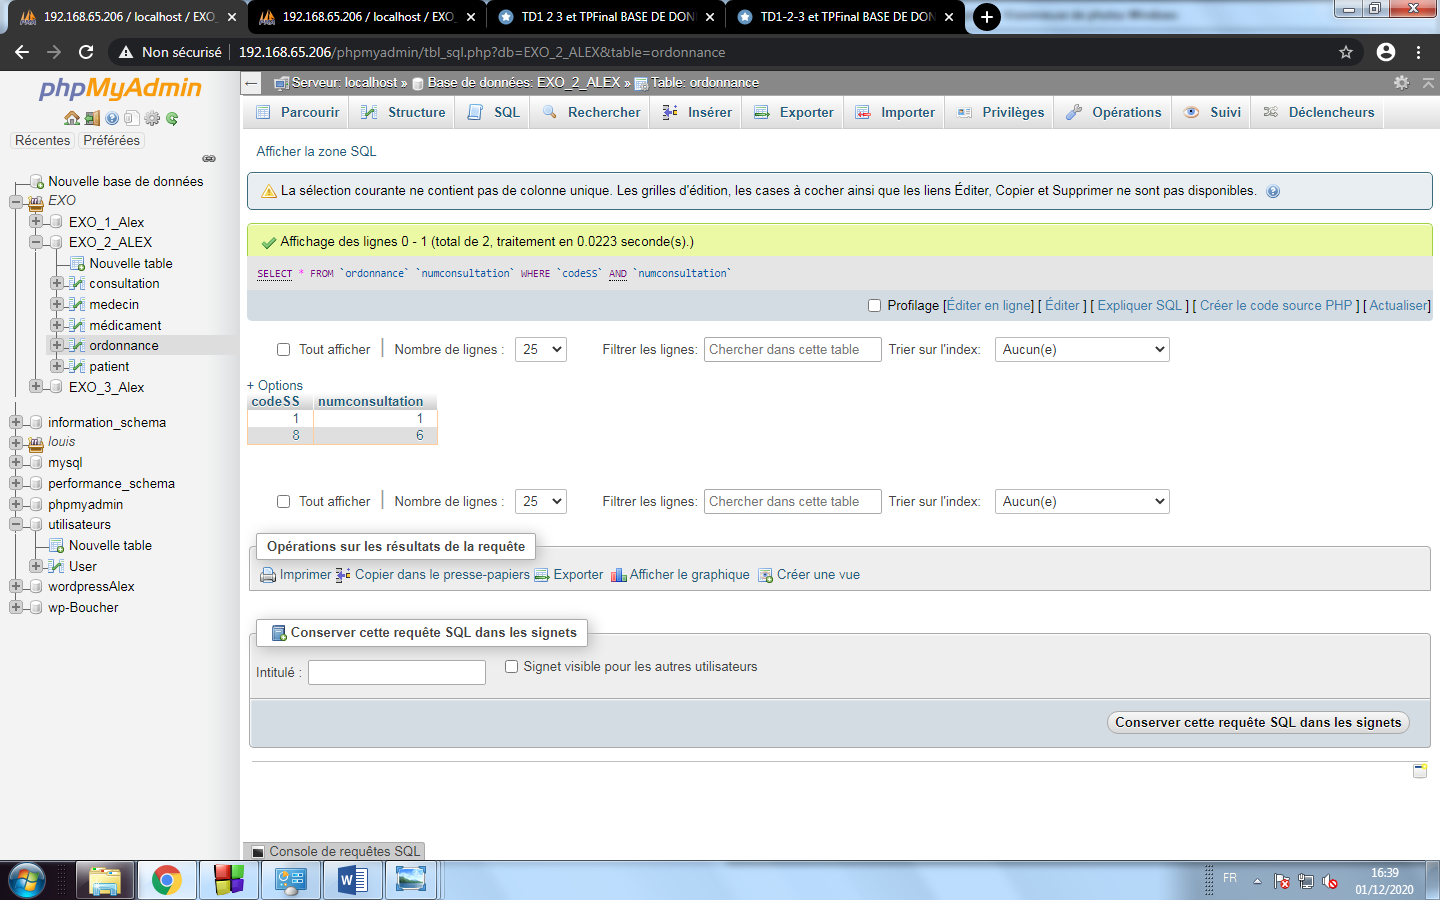 192.168.65.206 / localhost / EXO_
192.168.65.206 / localhost / EXO_
TD1 2 3 et TPFinal BASE DE DON
TD1-2-3 et TPFinal BASE DE DON
Non sécurisé
192.168.65.206/phpmyadmin/tbl_sql.php?db=EXO_2_ALEX&table=ordonnance
phpMyAdmin
Récentes Préférées
Nouvelle base de données
EXO
EXO_1_Alex
EXO_2_ALEX
Nouvelle table
consultation
medecin
médicament
ordonnance
patient
EXO_3_Alex
information_schema
louis
mysql
performance_schema
phpmyadmin
utilisateurs
Nouvelle table
User
wordpressAlex
wp-Boucher
Serveur: localhost » Base de données: EXO_2_ALEX » Table: ordonnance
Parcourir Structure SQL Rechercher Insérer Exporter Importer Privilèges Opérations Suivi Déclencheurs
Afficher la zone SQL
La sélection courante ne contient pas de colonne unique. Les grilles d'édition, les cases à cocher ainsi que les liens Éditer, Copier et Supprimer ne sont pas disponibles.
Affichage des lignes 0 - 1 (total de 2, traitement en 0.0223 seconde(s).)
SELECT * FROM `ordonnance` `numconsultation` WHERE `codeSS` AND `numconsultation`
Profilage [Éditer en ligne] [ Éditer ] [ Expliquer SQL ] [ Créer le code source PHP ] [ Actualiser]
Tout afficher | Nombre de lignes : 25 Filtrer les lignes: Chercher dans cette table Trier sur l'index: Aucun(e)
+ Options
codeSS numconsultation
1 1
8 6
Tout afficher | Nombre de lignes : 25 Filtrer les lignes: Chercher dans cette table Trier sur l'index: Aucun(e)
Opérations sur les résultats de la requête
Imprimer Copier dans le presse-papiers Exporter Afficher le graphique Créer une vue
Conserver cette requête SQL dans les signets
Intitulé : Signet visible pour les autres utilisateurs
Conserver cette requête SQL dans les signets
Console de requêtes SQL
FR
16:39
01/12/2020